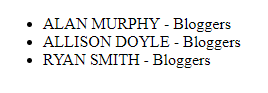 ALAN MURPHY - Bloggers
ALLISON DOYLE - Bloggers
RYAN SMITH - Bloggers